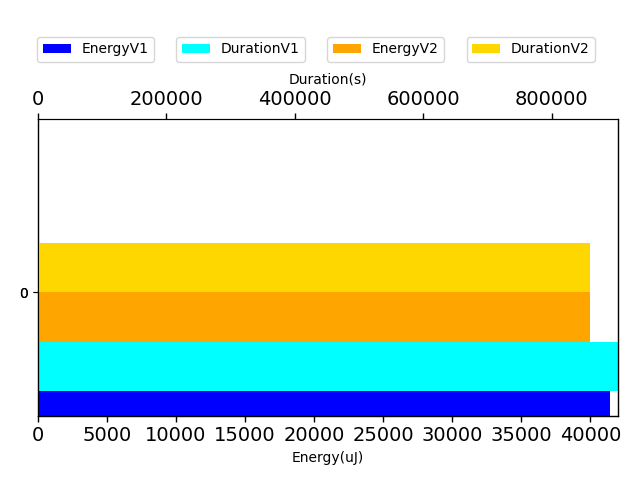 EnergyV1 DurationV1 EnergyV2 DurationV2
Duration(s)
0 200000 400000 600000 800000
0
0 5000 10000 15000 20000 25000 30000 35000 40000
Energy(uJ)